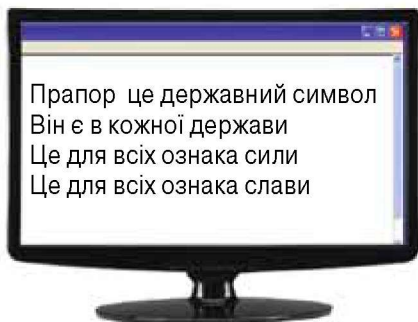 Прапор це державний символ
Він є в кожної держави
Це для всіх ознака сили
Це для всіх ознака слави